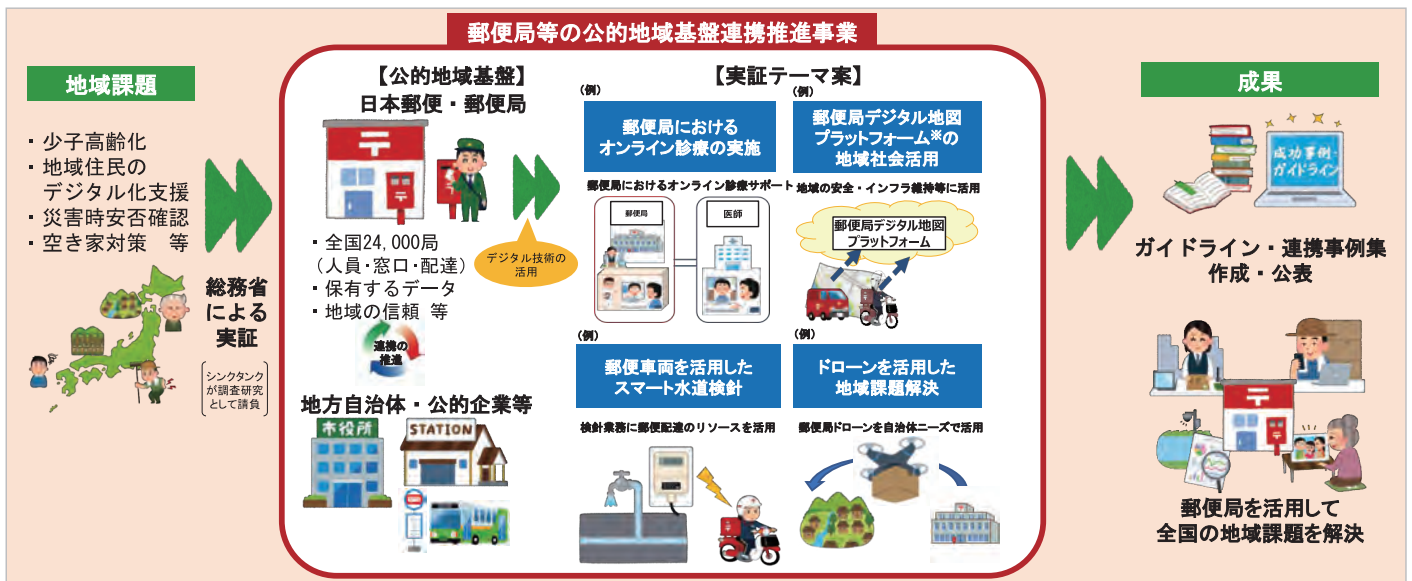 郵便局等の公的地域基盤連携推進事業
地域課題
・少子高齢化
・地域住民の
デジタル化支援
・災害時安否確認
・空き家対策 等
総務省
による
実証
シンクタンク
が調査研究
として請負
【公的地域基盤】
日本郵便・郵便局
・全国24,000局
（人員・窓口・配達）
・保有するデータ
・地域の信頼 等
連携の
推進
地方自治体・公的企業等
市役所
STATION
デジタル技術の
活用
【実証テーマ案】
（例）
郵便局における
オンライン診療の実施
郵便局におけるオンライン診療サポート
郵便局
医師
（例）
郵便局デジタル地図
プラットフォーム※の
地域社会活用
地域の安全・インフラ維持等に活用
郵便局デジタル地図
プラットフォーム
（例）
郵便車両を活用した
スマート水道検針
検針業務に郵便配達のリソースを活用
（例）
ドローンを活用した
地域課題解決
郵便局ドローンを自治体ニーズで活用
成果
成功事例・
ガイドライン
ガイドライン・連携事例集
作成・公表
郵便局を活用して
全国の地域課題を解決